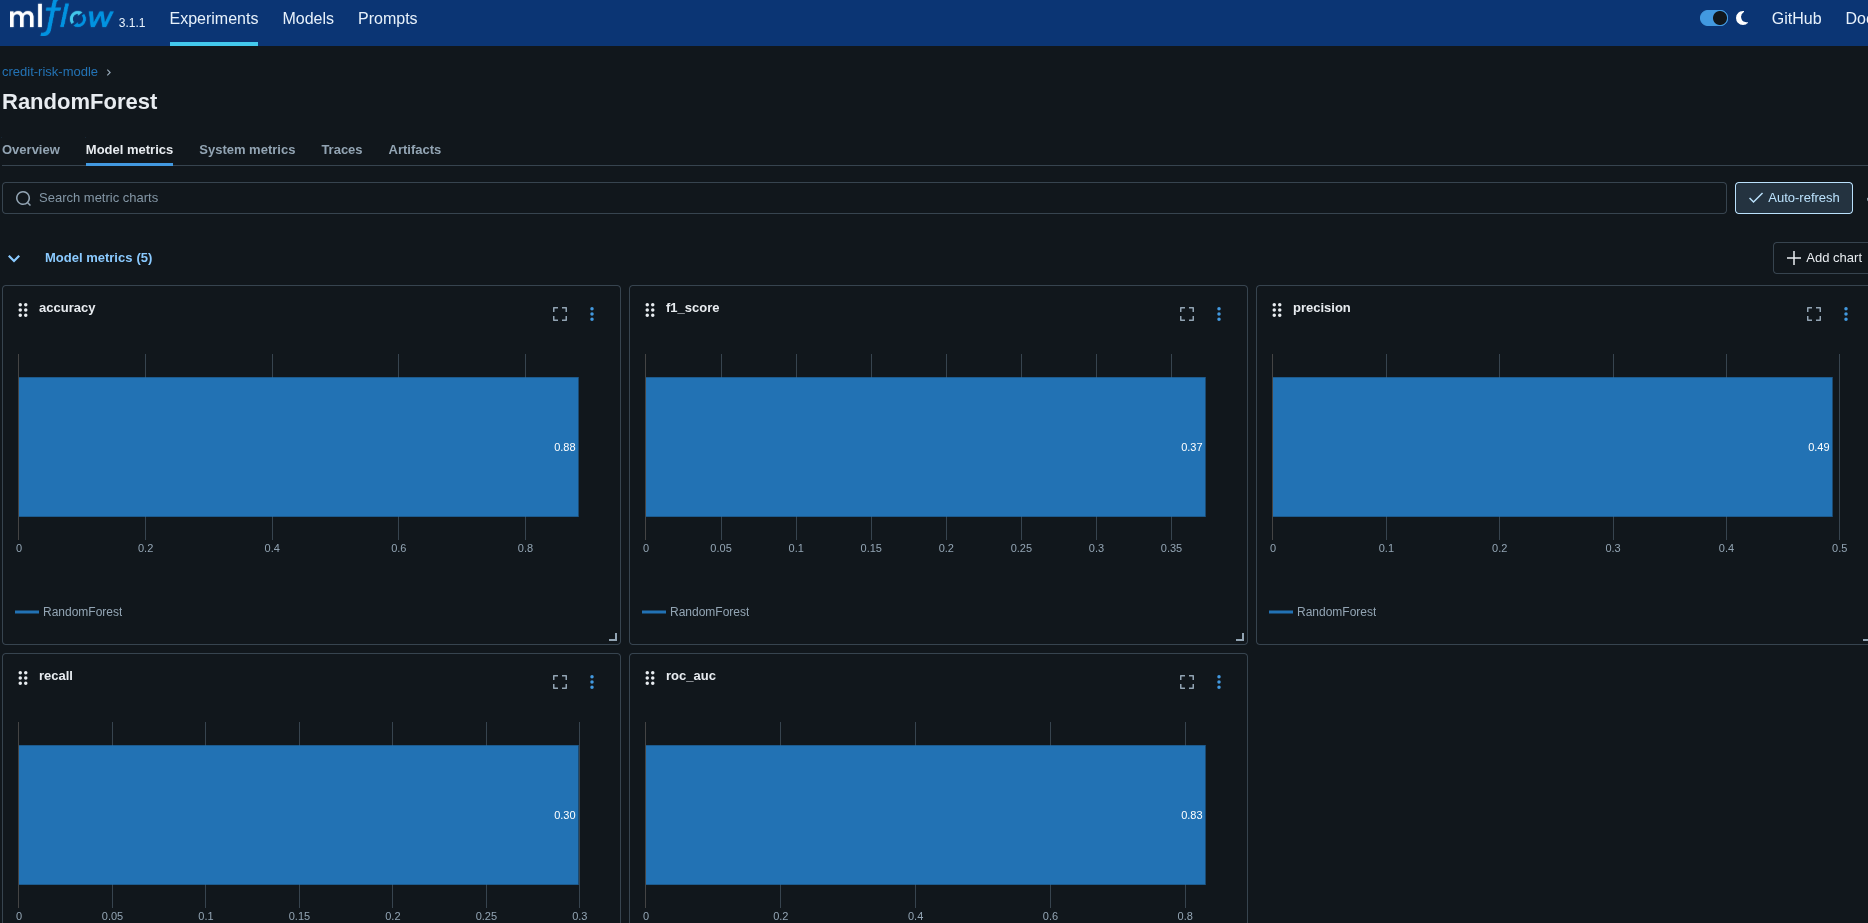 mlflow 3.1.1 Experiments Models Prompts GitHub
credit-risk-modle ›
RandomForest
Overview Model metrics System metrics Traces Artifacts
Search metric charts Auto-refresh
Model metrics (5) Add chart
accuracy f1_score precision
0.88 0.37 0.49
0 0.2 0.4 0.6 0.8 0 0.05 0.1 0.15 0.2 0.25 0.3 0.35 0 0.1 0.2 0.3 0.4 0.5
RandomForest RandomForest RandomForest
recall roc_auc
0.30 0.83
0 0.05 0.1 0.15 0.2 0.25 0.3 0 0.2 0.4 0.6 0.8